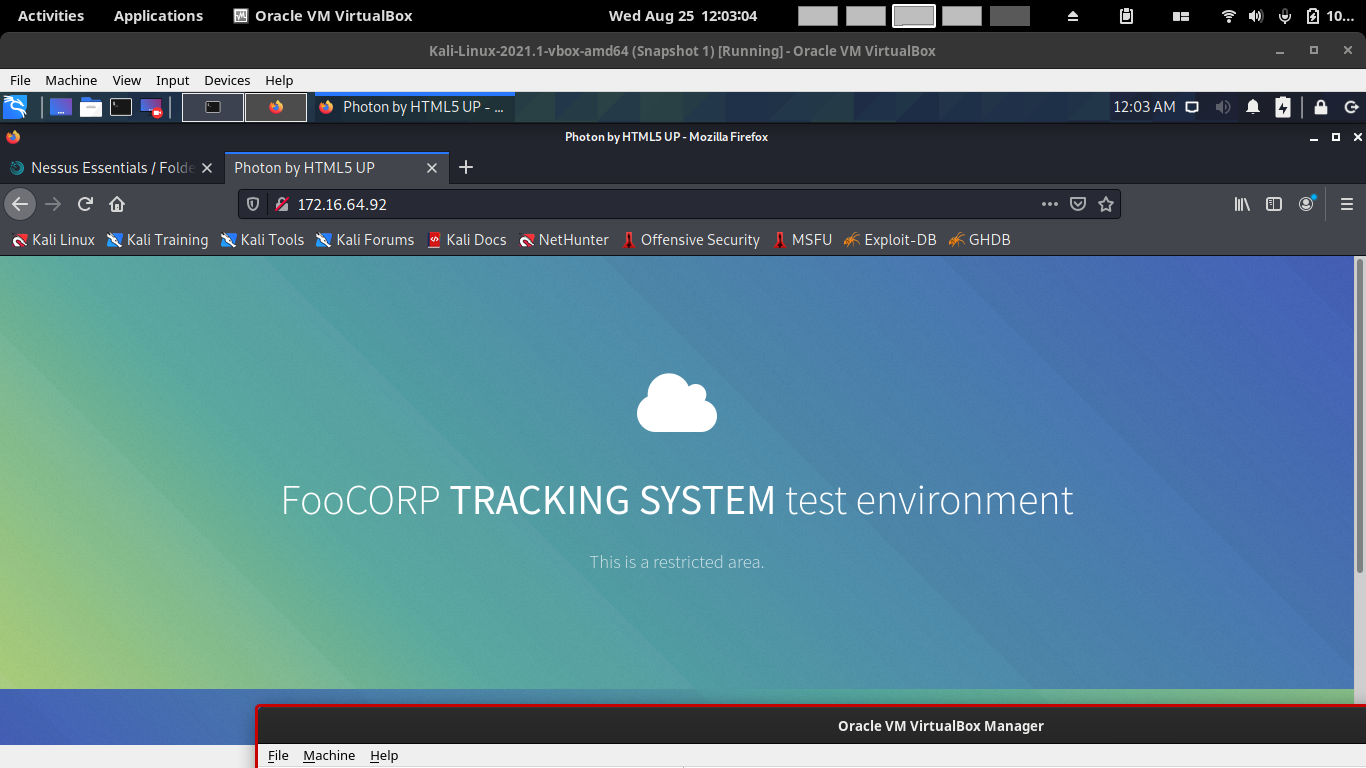 Activities Applications Oracle VM VirtualBox Wed Aug 25 12:03:04 10...
Kali-Linux-2021.1-vbox-amd64 (Snapshot 1) [Running] - Oracle VM VirtualBox
File Machine View Input Devices Help
Photon by HTML5 UP - ... 12:03 AM
Photon by HTML5 UP - Mozilla Firefox
Nessus Essentials / Folde Photon by HTML5 UP
172.16.64.92
Kali Linux Kali Training Kali Tools Kali Forums Kali Docs NetHunter Offensive Security MSFU Exploit-DB GHDB
FooCORP TRACKING SYSTEM test environment
This is a restricted area.
Oracle VM VirtualBox Manager
File Machine Help